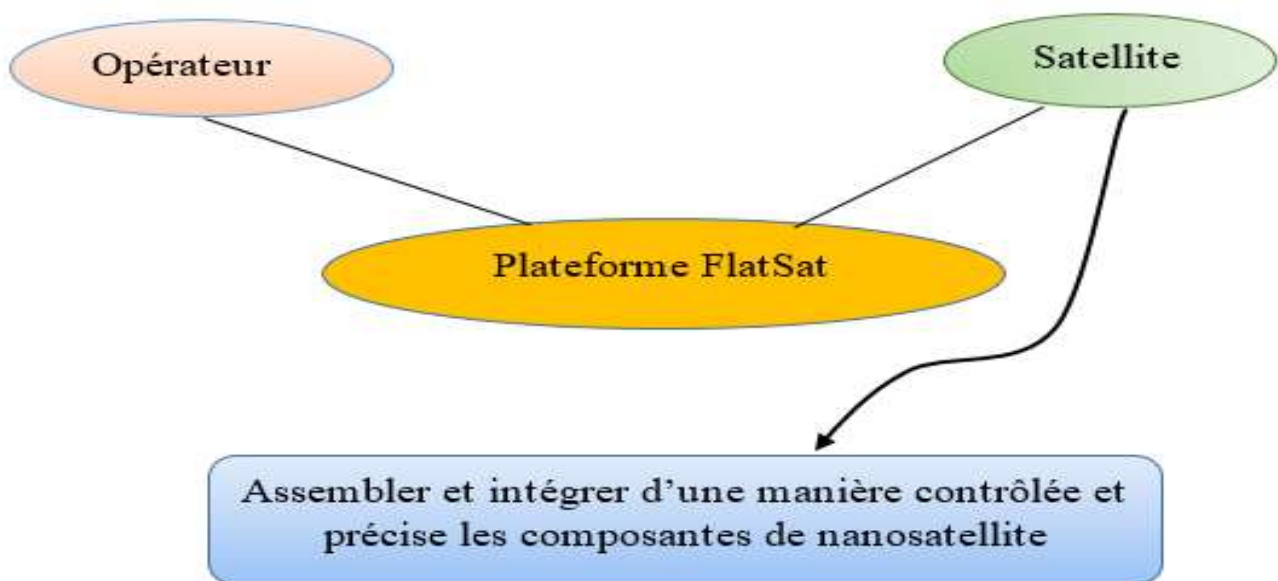 Opérateur
Satellite
Plateforme FlatSat
Assembler et intégrer d’une manière contrôlée et
précise les composantes de nanosatellite